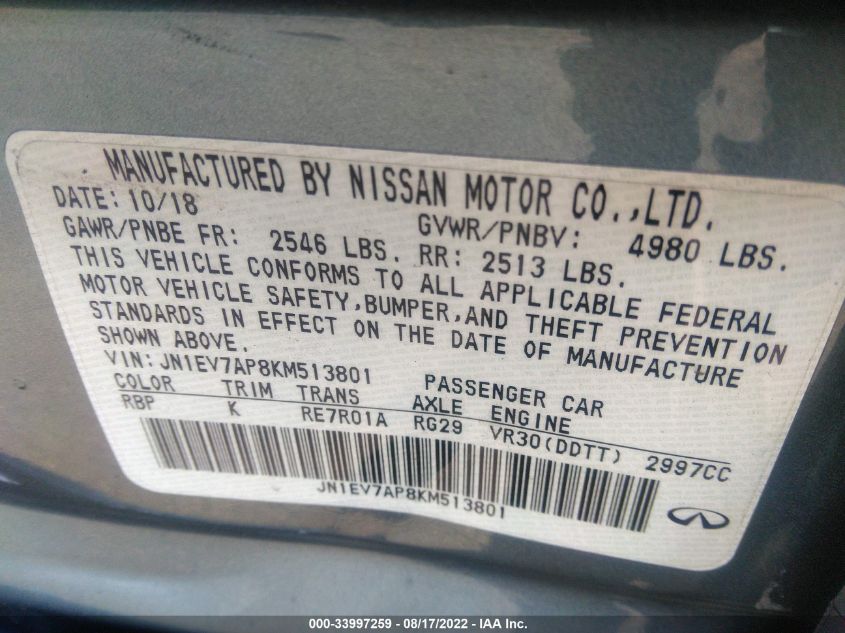 MANUFACTURED BY NISSAN MOTOR CO.,LTD.
DATE:10/18 GVWR/PNBV: 4980 LBS.
GAWR/PNBE FR: 2546 LBS. RR: 2513 LBS.
THIS VEHICLE CONFORMS TO ALL APPLICABLE FEDERAL
MOTOR VEHICLE SAFETY,BUMPER,AND THEFT PREVENTION
STANDARDS IN EFFECT ON THE DATE OF MANUFACTURE
SHOWN ABOVE.
VIN:JN1EV7AP8KM513801 PASSENGER CAR
COLOR TRIM TRANS AXLE ENGINE
RBP K RE7R01A RG29 VR30(DDTT) 2997CC
JN1EV7AP8KM513801
000-33997259 - 08/17/2022 - IAA Inc.